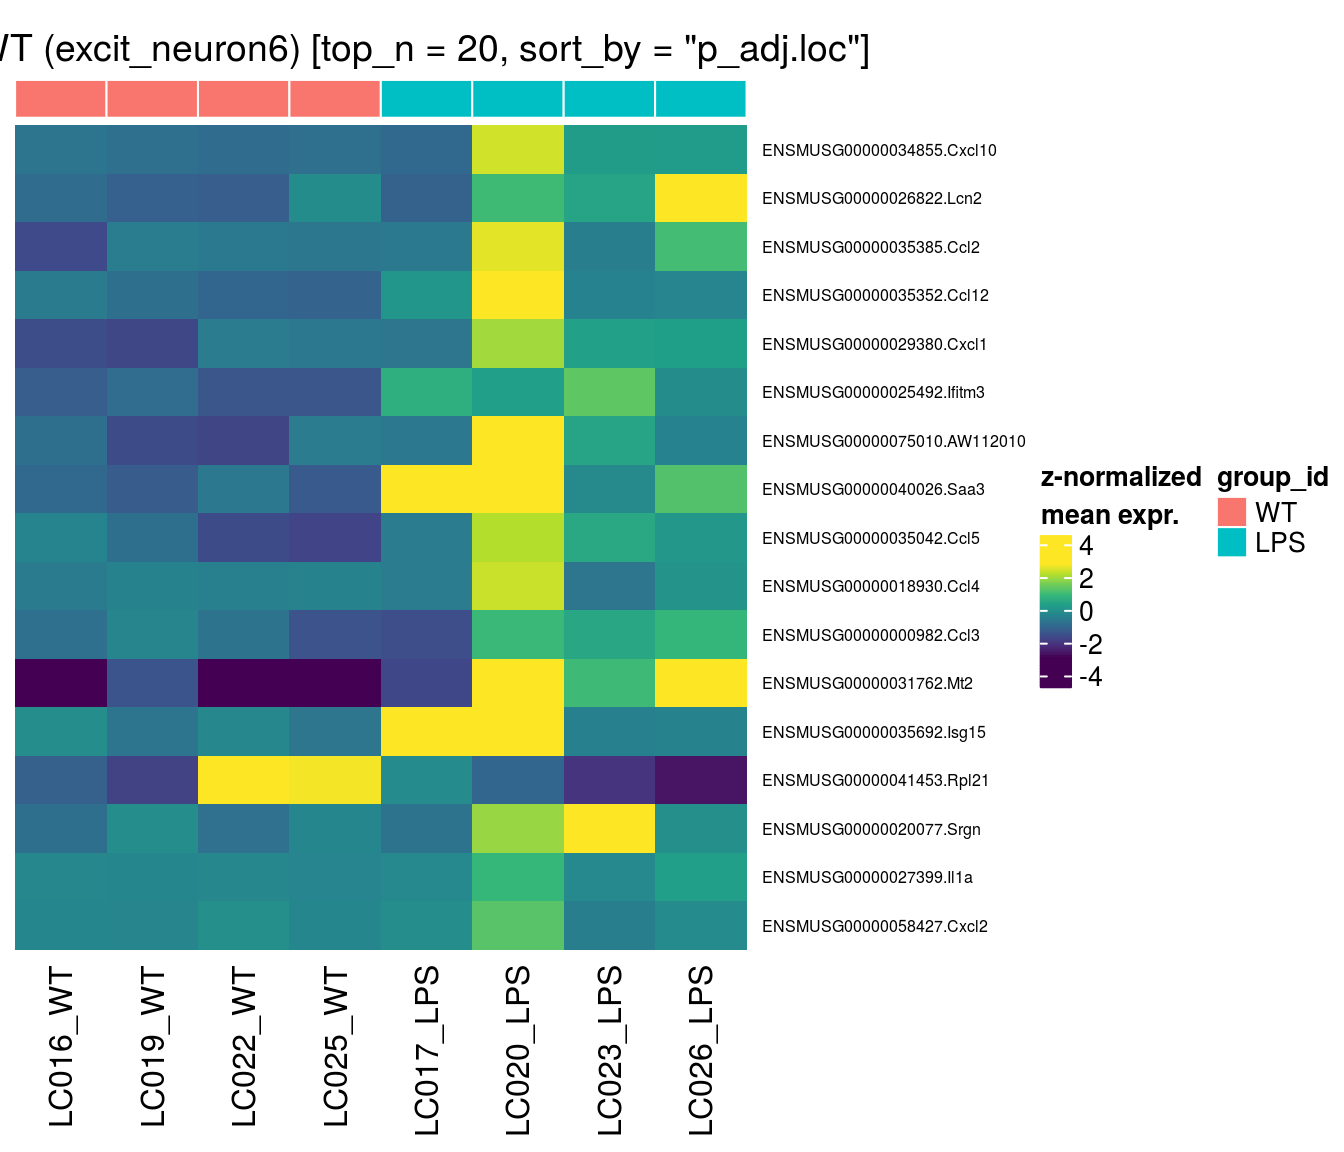 WT (excit_neuron6) [top_n = 20, sort_by = "p_adj.loc"]
ENSMUSG00000034855.Cxcl10
ENSMUSG00000026822.Lcn2
ENSMUSG00000035385.Ccl2
ENSMUSG00000035352.Ccl12
ENSMUSG00000029380.Cxcl1
ENSMUSG00000025492.Ifitm3
ENSMUSG00000075010.AW112010
ENSMUSG00000040026.Saa3
ENSMUSG00000035042.Ccl5
ENSMUSG00000018930.Ccl4
ENSMUSG00000000982.Ccl3
ENSMUSG00000031762.Mt2
ENSMUSG00000035692.Isg15
ENSMUSG00000041453.Rpl21
ENSMUSG00000020077.Srgn
ENSMUSG00000027399.Il1a
ENSMUSG00000058427.Cxcl2
z-normalized
mean expr.
4
2
0
-2
-4
group_id
WT
LPS
LC016_WT
LC019_WT
LC022_WT
LC025_WT
LC017_LPS
LC020_LPS
LC023_LPS
LC026_LPS